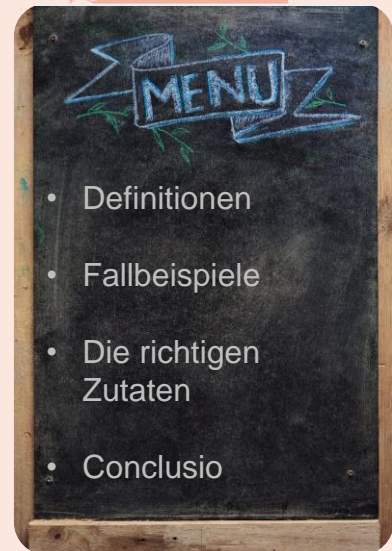 MENU
• Definitionen
• Fallbeispiele
• Die richtigen
Zutaten
• Conclusio